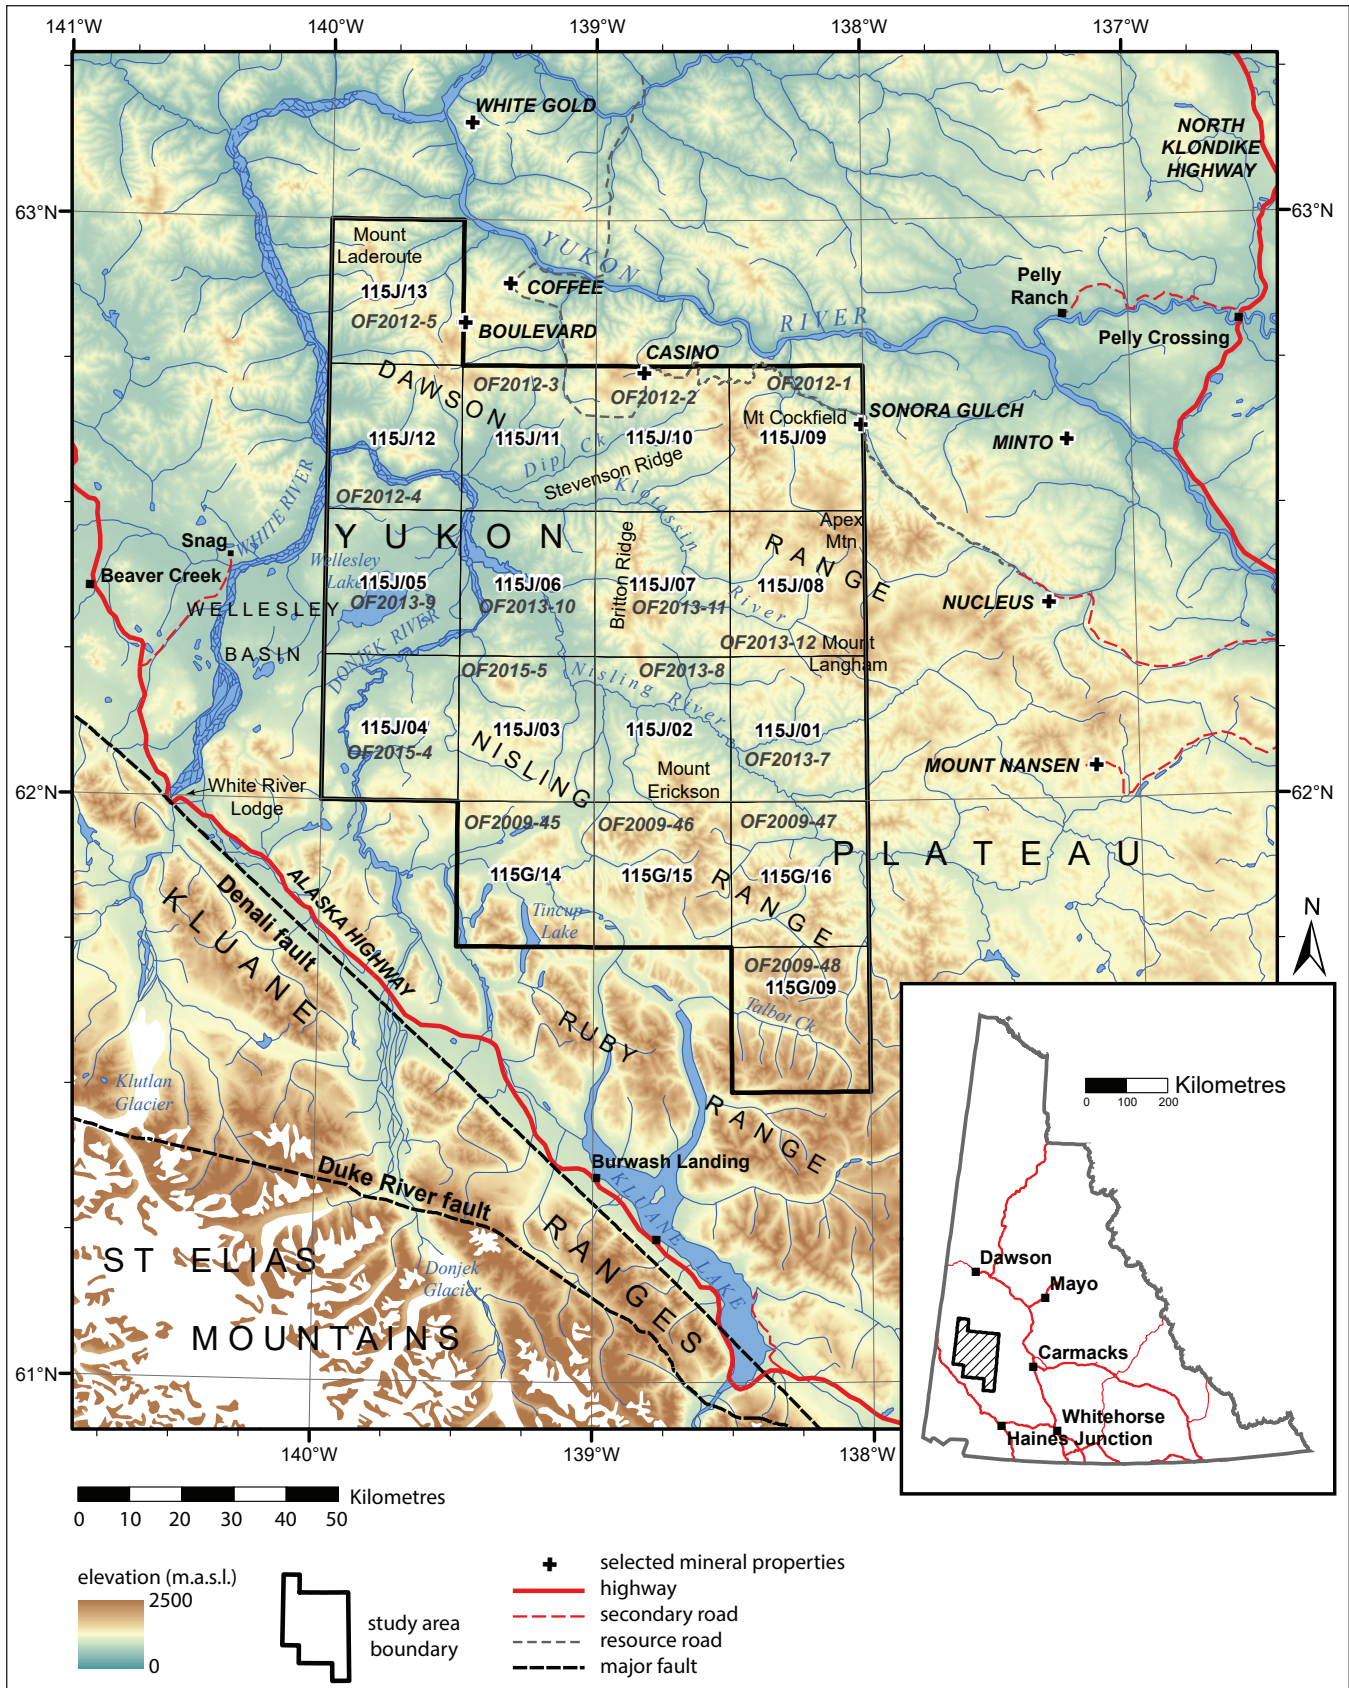 141°W
140°W
139°W
138°W
137°W
WHITE GOLD
NORTH
KLONDIKE
HIGHWAY
63°N
63°N
Mount
Laderoute
YUKON
RIVER
115J/13
COFFEE
OF2012-5
BOULEVARD
Pelly
Ranch
Pelly Crossing
CASINO
DAWSON
OF2012-3
OF2012-2
OF2012-1
Mt Cockfield
SONORA GULCH
MINTO
115J/12
115J/11
115J/10
115J/09
Dip Ck
Stevenson Ridge
Klotassin
River
OF2012-4
WHITE RIVER
YUKON
Apex
Mtn
RANGE
Snag
Beaver Creek
Wellesley
Lake
115J/05
OF2013-9
115J/06
OF2013-10
Britton Ridge
115J/07
OF2013-11
115J/08
NUCLEUS
WELLESLEY
BASIN
DONJEK RIVER
OF2013-12
Mount
Langham
OF2015-5
OF2013-8
Nisling River
115J/04
OF2015-4
115J/03
115J/02
115J/01
OF2013-7
NISLING
Mount
Erickson
MOUNT NANSEN
White River
Lodge
62°N
62°N
OF2009-45
OF2009-46
OF2009-47
PLATEAU
115G/14
115G/15
115G/16
RANGE
Tincup
Lake
ALASKA HIGHWAY
Denali fault
KLUANE
OF2009-48
115G/09
Talbot Ck
N
RUBY
RANGE
Klutlan
Glacier
Duke River fault
Burwash Landing
KLUANE LAKE
RANGES
ST ELIAS
MOUNTAINS
Donjek
Glacier
61°N
140°W
139°W
138°W
Kilometres
0 100 200
Dawson
Mayo
Carmacks
Whitehorse
Haines Junction
Kilometres
0 10 20 30 40 50
elevation (m.a.s.l.)
2500
0
study area
boundary
selected mineral properties
highway
secondary road
resource road
major fault